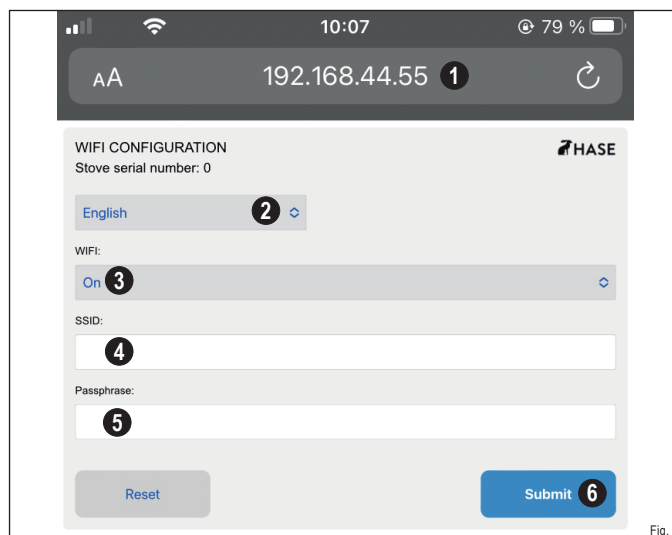 10:07 79 %
AA 192.168.44.55 1
WIFI CONFIGURATION
HASE
Stove serial number: 0
English 2
WIFI:
On 3
SSID:
4
Passphrase:
5
Reset Submit 6
Fig.